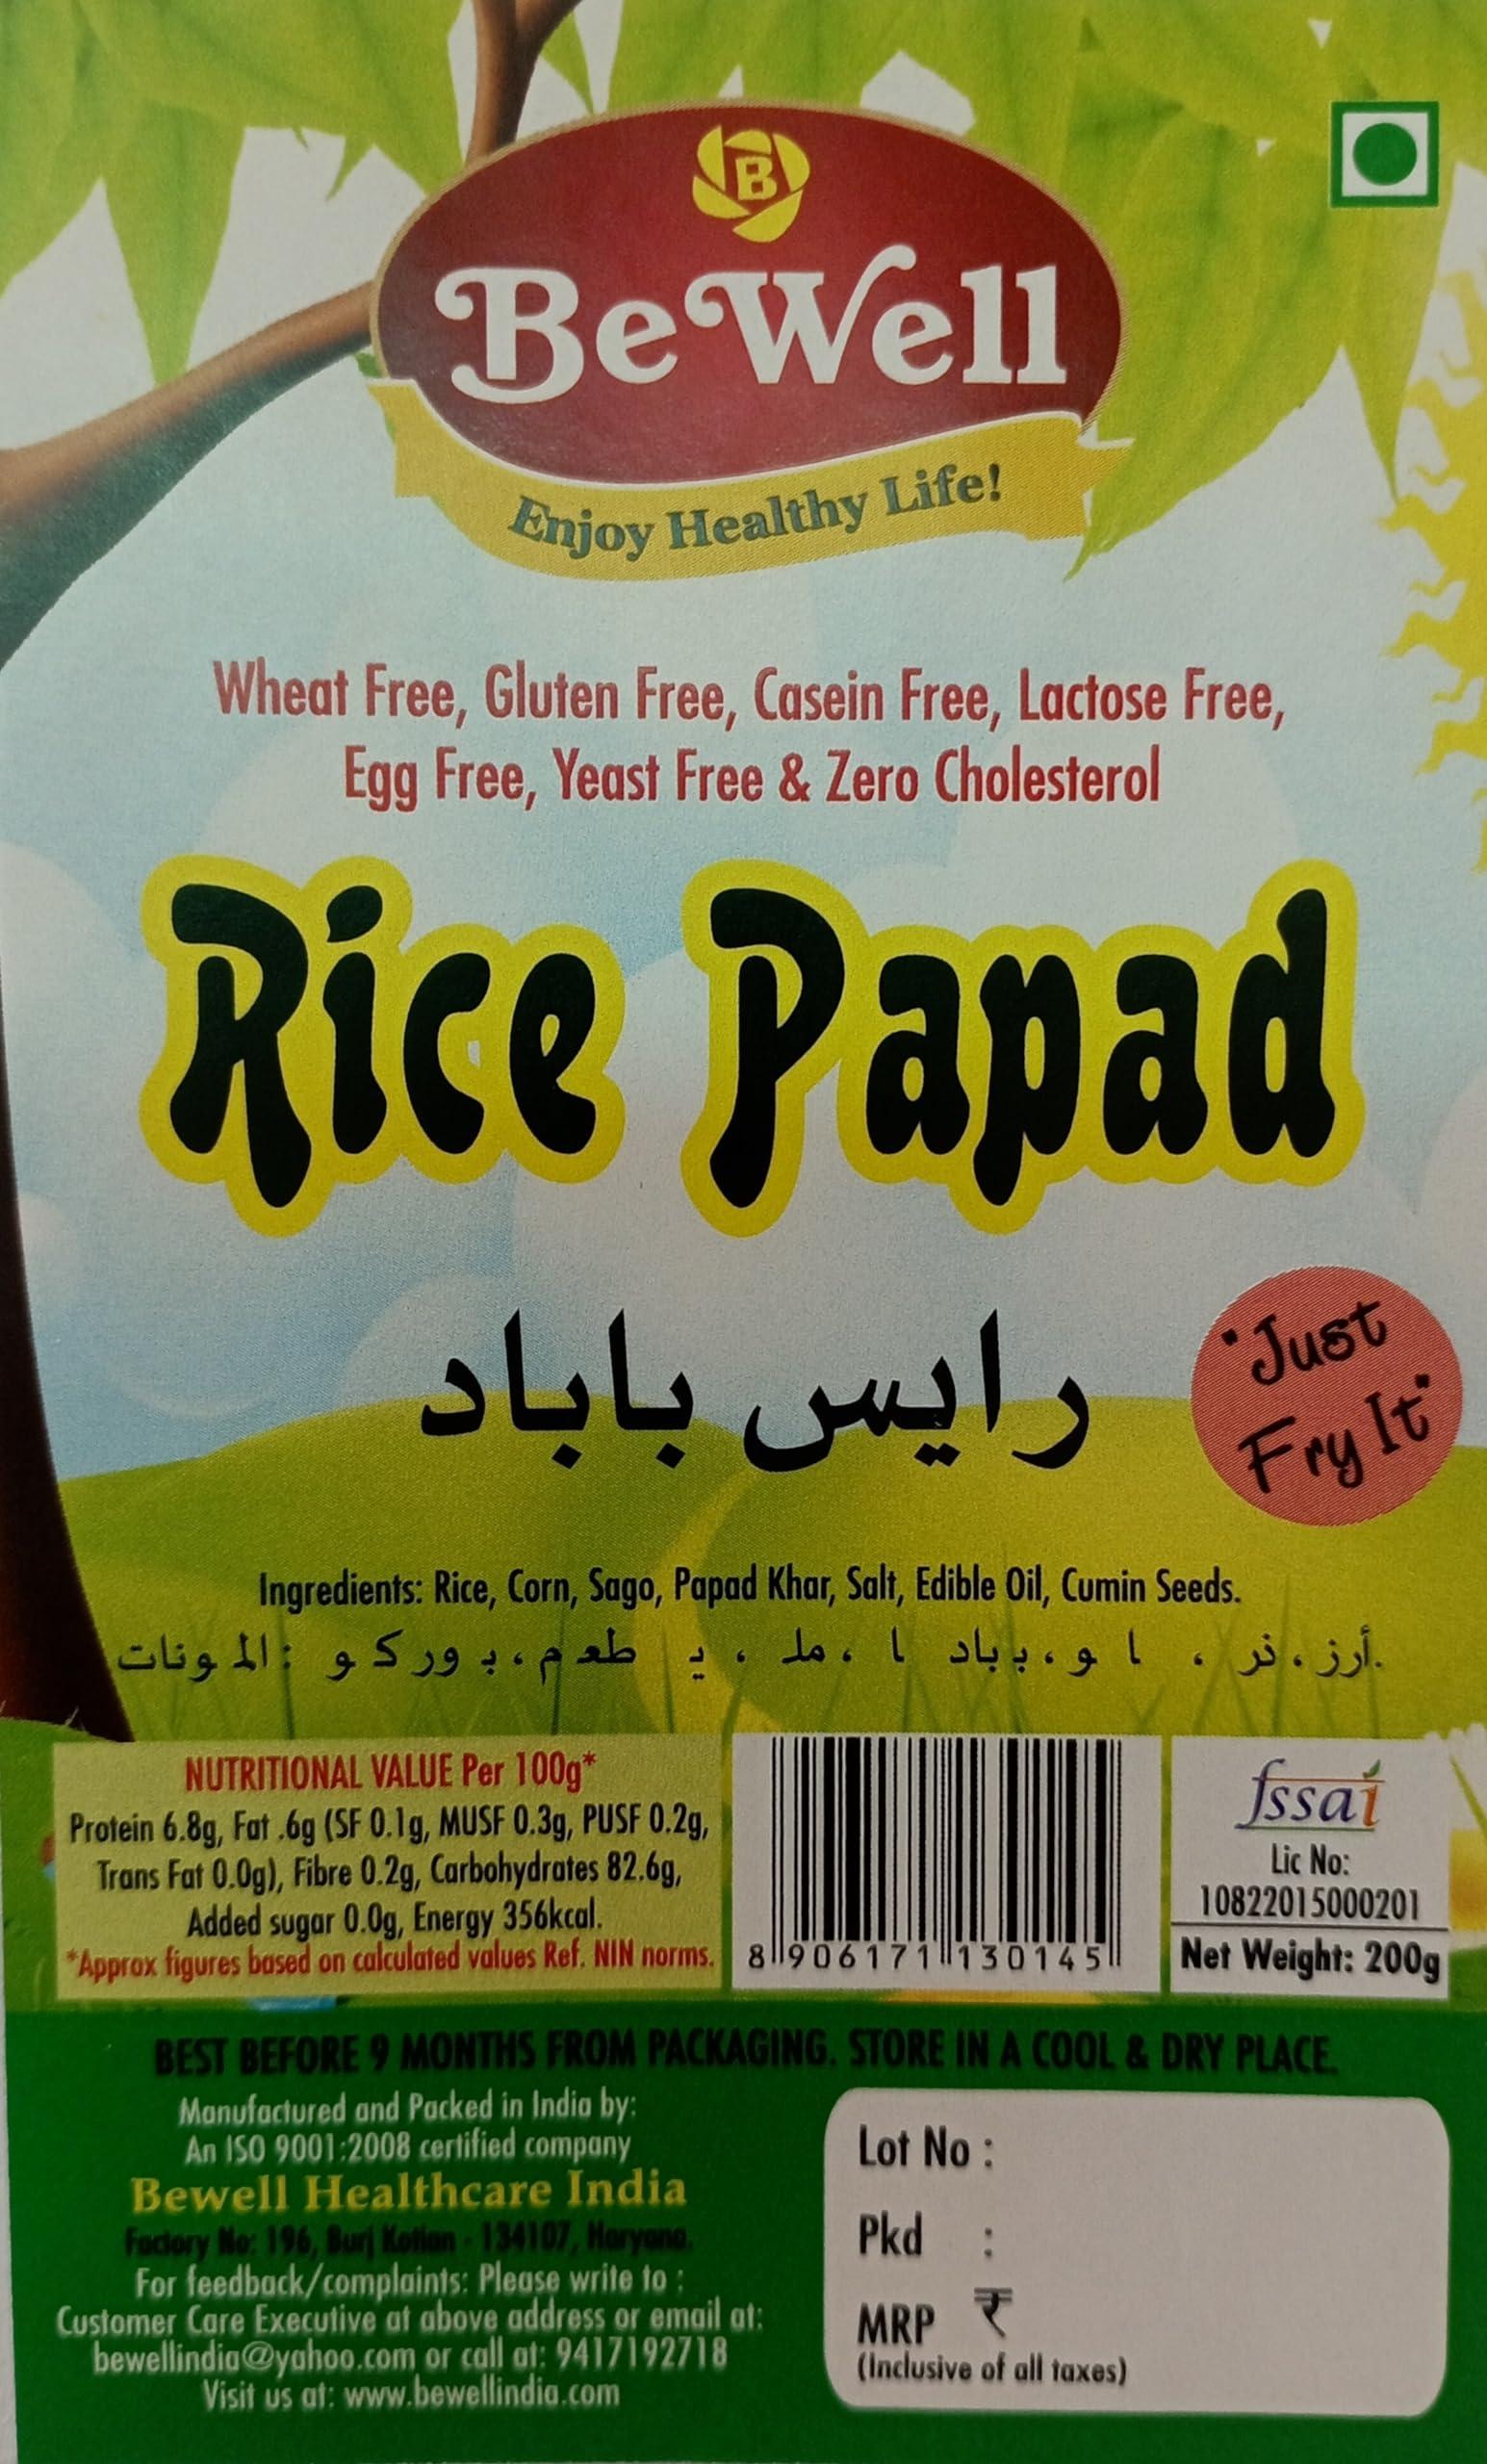 B
BeWell
Enjoy Healthy Life!
Wheat Free, Gluten Free, Casein Free, Lactose Free,
Egg Free, Yeast Free & Zero Cholesterol
Rice Papad
رايس باباد
"Just
Fry It"
Ingredients: Rice, Corn, Sago, Papad Khar, Salt, Edible Oil, Cumin Seeds.
NUTRITIONAL VALUE Per 100g*
Protein 6.8g, Fat .6g (SF 0.1g, MUSF 0.3g, PUSF 0.2g,
Trans Fat 0.0g), Fibre 0.2g, Carbohydrates 82.6g,
Added sugar 0.0g, Energy 356kcal.
*Approx figures based on calculated values Ref. NIN norms.
8 906171 130145
fssai
Lic No:
10822015000201
Net Weight: 200g
BEST BEFORE 9 MONTHS FROM PACKAGING. STORE IN A COOL & DRY PLACE.
Manufactured and Packed in India by:
An ISO 9001:2008 certified company
Bewell Healthcare India
Factory No: 196, Burj Kotian - 134107, Haryana.
For feedback/complaints: Please write to :
Customer Care Executive at above address or email at:
bewellindia@yahoo.com or call at: 9417192718
Visit us at: www.bewellindia.com
Lot No :
Pkd :
MRP ₹
(Inclusive of all taxes)